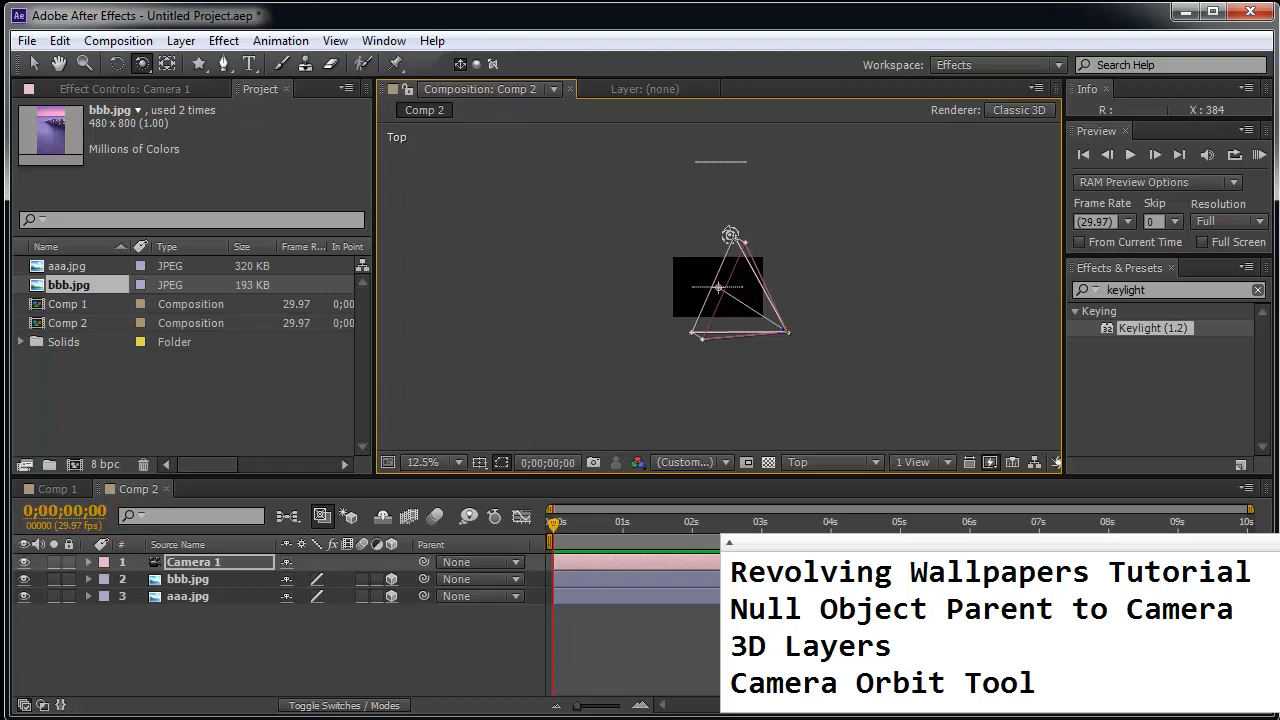 Adobe After Effects - Untitled Project.aep *
File Edit Composition Layer Effect Animation View Window Help
Workspace: Effects Search Help
Effect Controls: Camera 1 Project
Composition: Comp 2 Layer: (none)
Info
bbb.jpg , used 2 times
480 x 800 (1.00)
Millions of Colors
Comp 2 Renderer: Classic 3D
R : X : 384
Top
Preview
RAM Preview Options
Frame Rate Skip Resolution
(29.97) 0 Full
From Current Time Full Screen
Effects & Presets
keylight
Keying
Keylight (1.2)
Name Type Size Frame R... In Point
aaa.jpg JPEG 320 KB
bbb.jpg JPEG 193 KB
Comp 1 Composition 29.97 0;00
Comp 2 Composition 29.97 0;00
Solids Folder
8 bpc
12.5% 0;00;00;00 (Custom...) Top 1 View
Comp 1 Comp 2
0;00;00;00
00000 (29.97 fps)
# Source Name Parent
1 Camera 1 None
2 bbb.jpg None
3 aaa.jpg None
01s 02s 03s 04s 05s 06s 07s 08s 09s 10s
Toggle Switches / Modes
Revolving Wallpapers Tutorial
Null Object Parent to Camera
3D Layers
Camera Orbit Tool